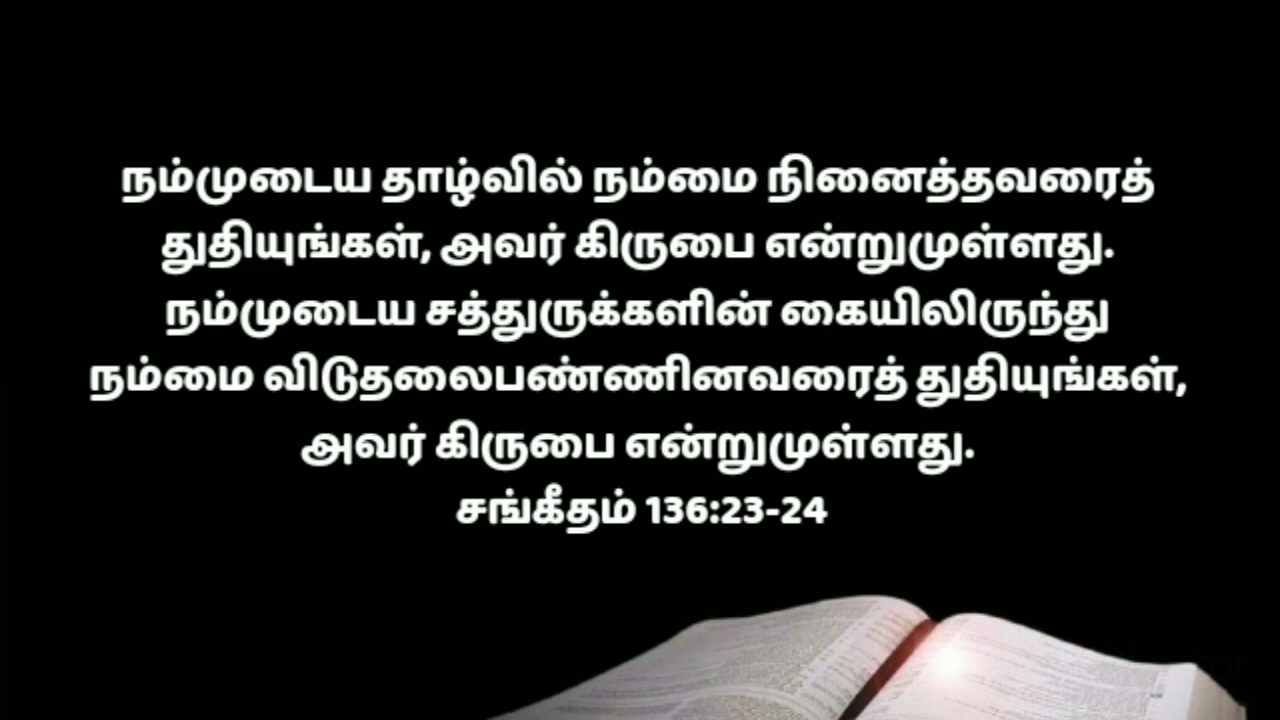 நம்முடைய தாழ்வில் நம்மை நினைத்தவரைத்
துதியுங்கள், அவர் கிருபை என்றுமுள்ளது.
நம்முடைய சத்துருக்களின் கையிலிருந்து
நம்மை விடுதலைபண்ணினவரைத் துதியுங்கள்,
அவர் கிருபை என்றுமுள்ளது.
சங்கீதம் 136:23-24